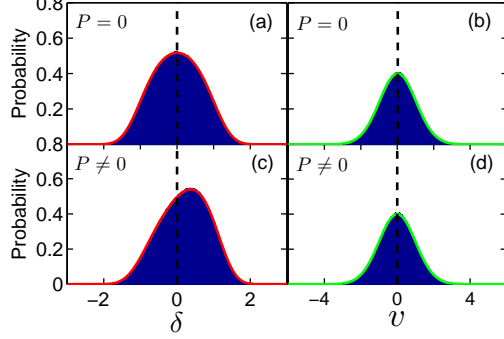 0.8
Probability
0.6
0.4
0.2
P = 0
(a)
P = 0
(b)
0.8
Probability
0.6
0.4
0.2
0
P ≠ 0
(c)
P ≠ 0
(d)
−2
0
2
−4
0
4
δ
v